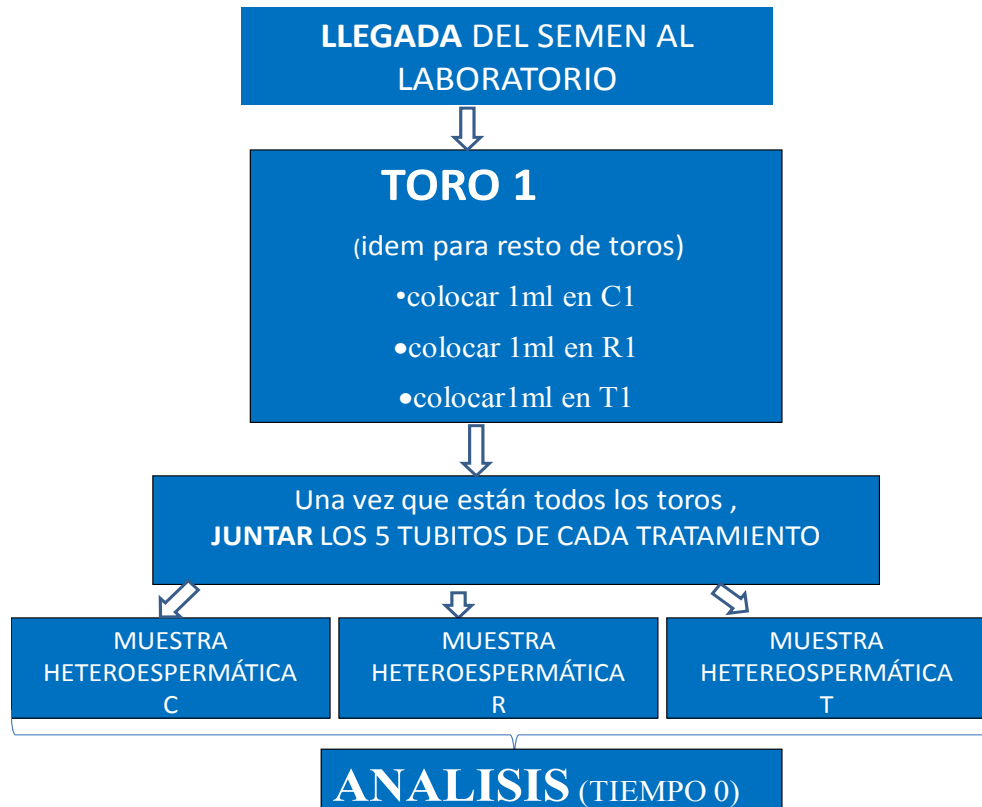 LLEGADA DEL SEMEN AL
LABORATORIO
TORO 1
(idem para resto de toros)
•colocar 1ml en C1
•colocar 1ml en R1
•colocar1ml en T1
Una vez que están todos los toros ,
JUNTAR LOS 5 TUBITOS DE CADA TRATAMIENTO
MUESTRA
HETEROESPERMÁTICA
C
MUESTRA
HETEROESPERMÁTICA
R
MUESTRA
HETEREOSPERMÁTICA
T
ANALISIS (TIEMPO 0)